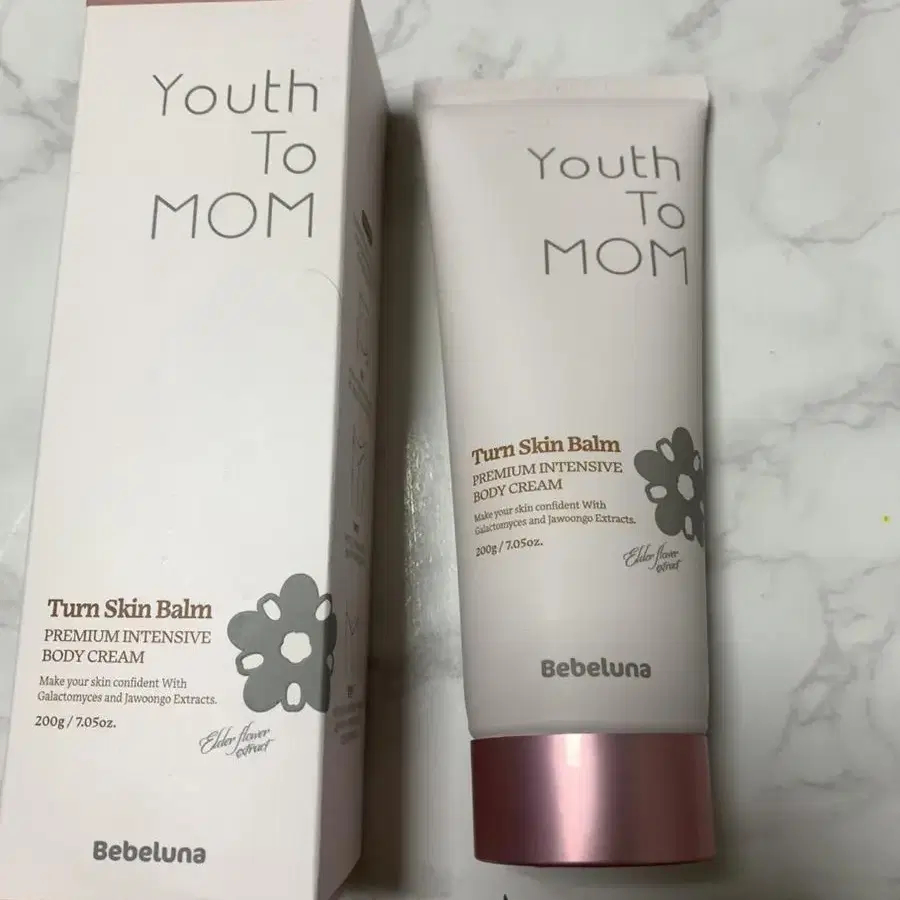 Youth
To
MOM
Turn Skin Balm
PREMIUM INTENSIVE
BODY CREAM
Make your skin confident With
Galactomyces and Jawoongo Extracts.
200g / 7.05oz.
Elder flower
extract
Bebeluna
Youth
To
MOM
Turn Skin Balm
PREMIUM INTENSIVE
BODY CREAM
Make your skin confident With
Galactomyces and Jawoongo Extracts.
200g / 7.05oz.
Elder flower
extract
Bebeluna